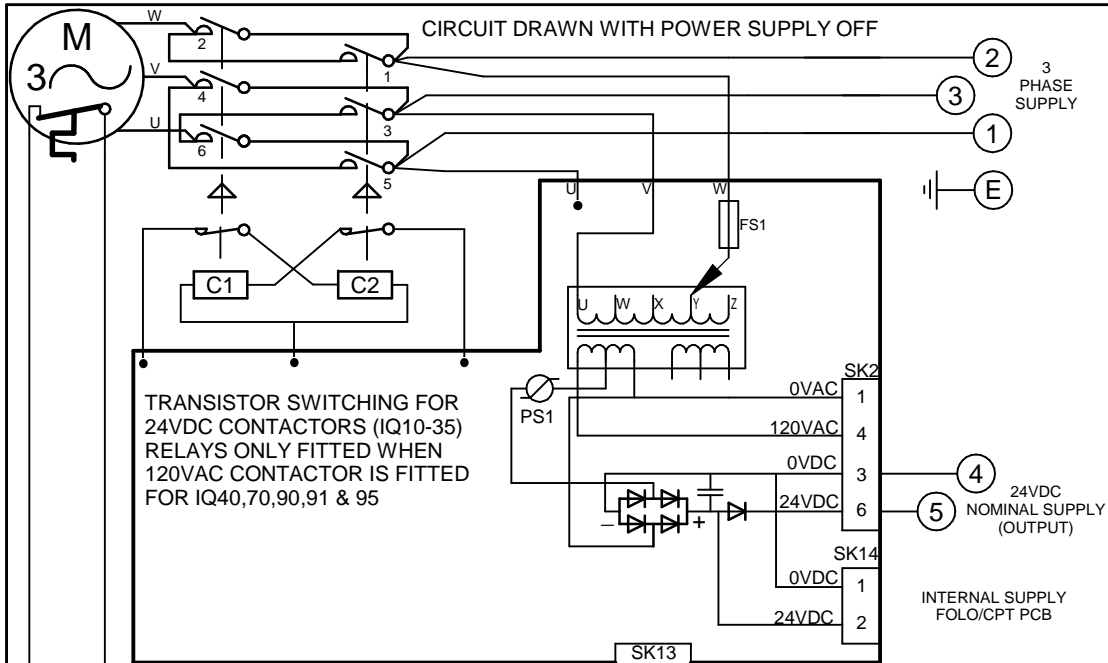 CIRCUIT DRAWN WITH POWER SUPPLY OFF
W
M
3
V
U
2
4
6
1
3
5
2
3
1
3
PHASE
SUPPLY
E
U
V
W
FS1
C1
C2
U
W
X
Y
Z
PS1
TRANSISTOR SWITCHING FOR
24VDC CONTACTORS (IQ10-35)
RELAYS ONLY FITTED WHEN
120VAC CONTACTOR IS FITTED
FOR IQ40,70,90,91 & 95
SK2
0VAC 1
120VAC 4
0VDC 3
24VDC 6
4
5
24VDC
NOMINAL SUPPLY
(OUTPUT)
– +
SK14
0VDC 1
24VDC 2
INTERNAL SUPPLY
FOLO/CPT PCB
SK13